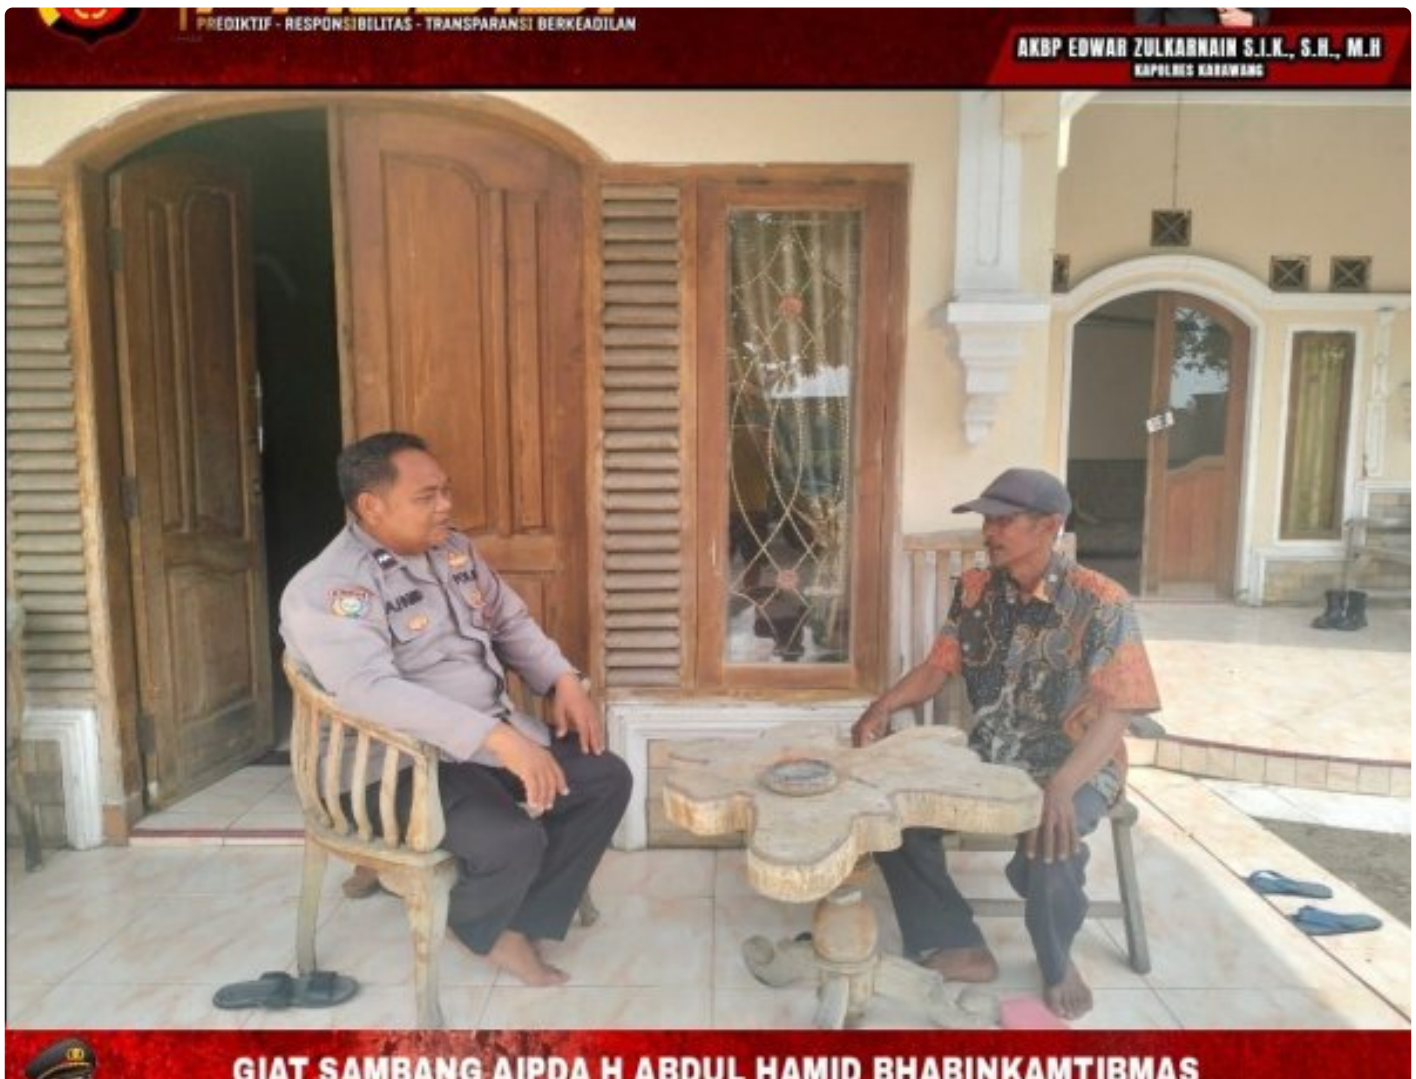 PREDIKTIF - RESPONSIBILITAS - TRANSPARANSI BERKEADILAN
AKBP EDWAR ZULKARNAIN S.I.K., S.H., M.H
KAPOLRES KARAWANG
GIAT SAMBANG AIPDA H ABDUL HAMID BHABINKAMTIBMAS